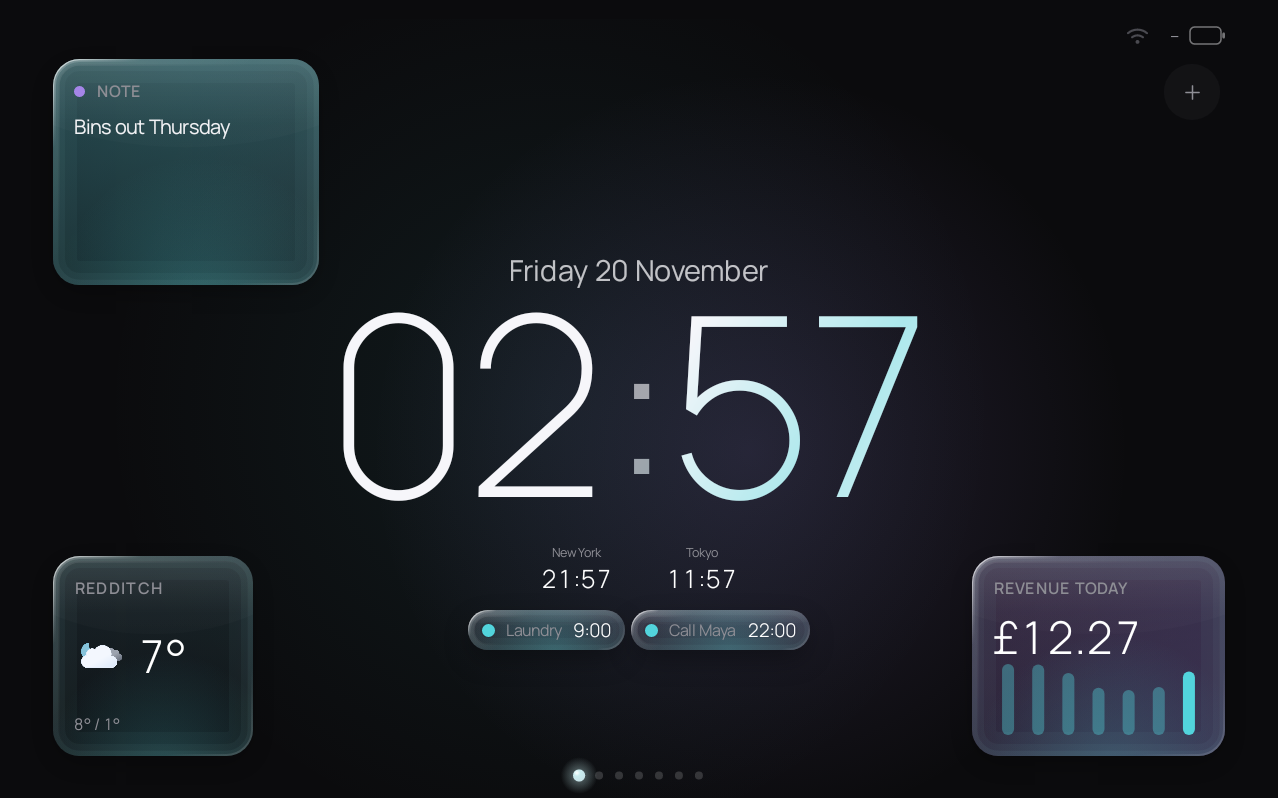 NOTE
Bins out Thursday
Friday 20 November
02:57
New York
21:57
Tokyo
11:57
Laundry 9:00
Call Maya 22:00
REDDITCH
7°
8° / 1°
REVENUE TODAY
£12.27